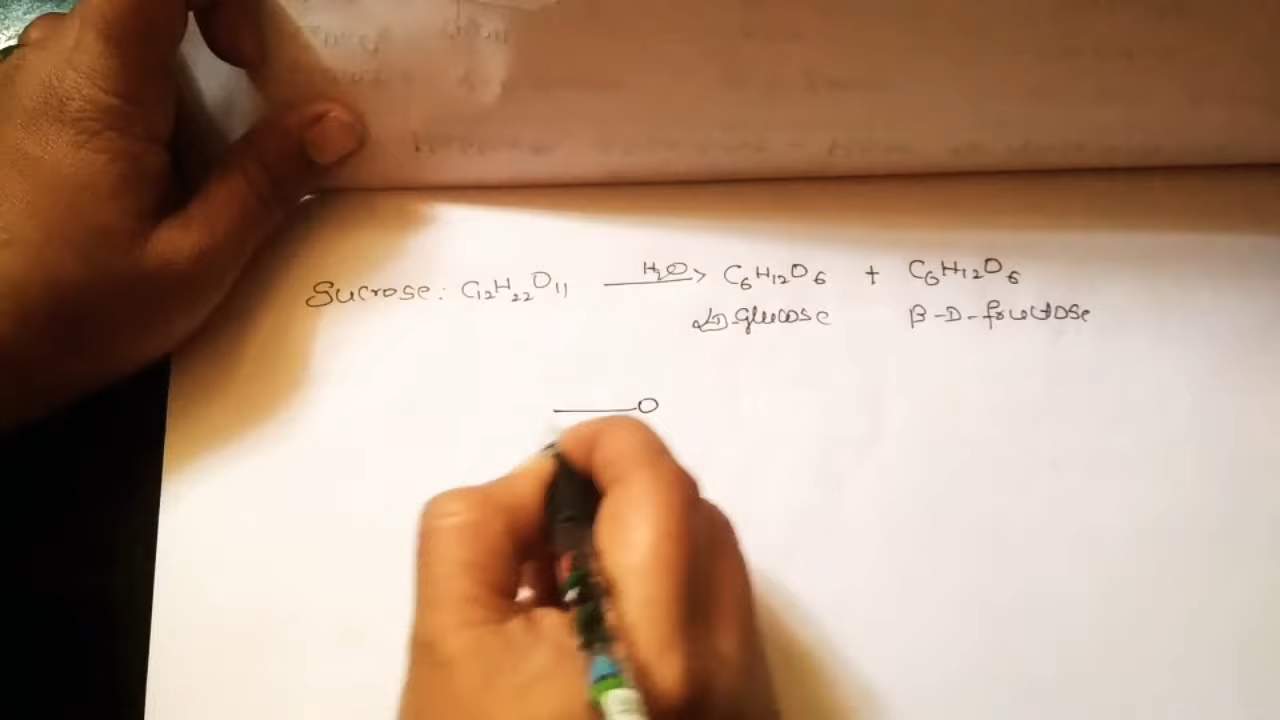 Sucrose: C₁₂H₂₂O₁₁ —H₂O→ C₆H₁₂O₆ + C₆H₁₂O₆
glucose β-D-fructose
O